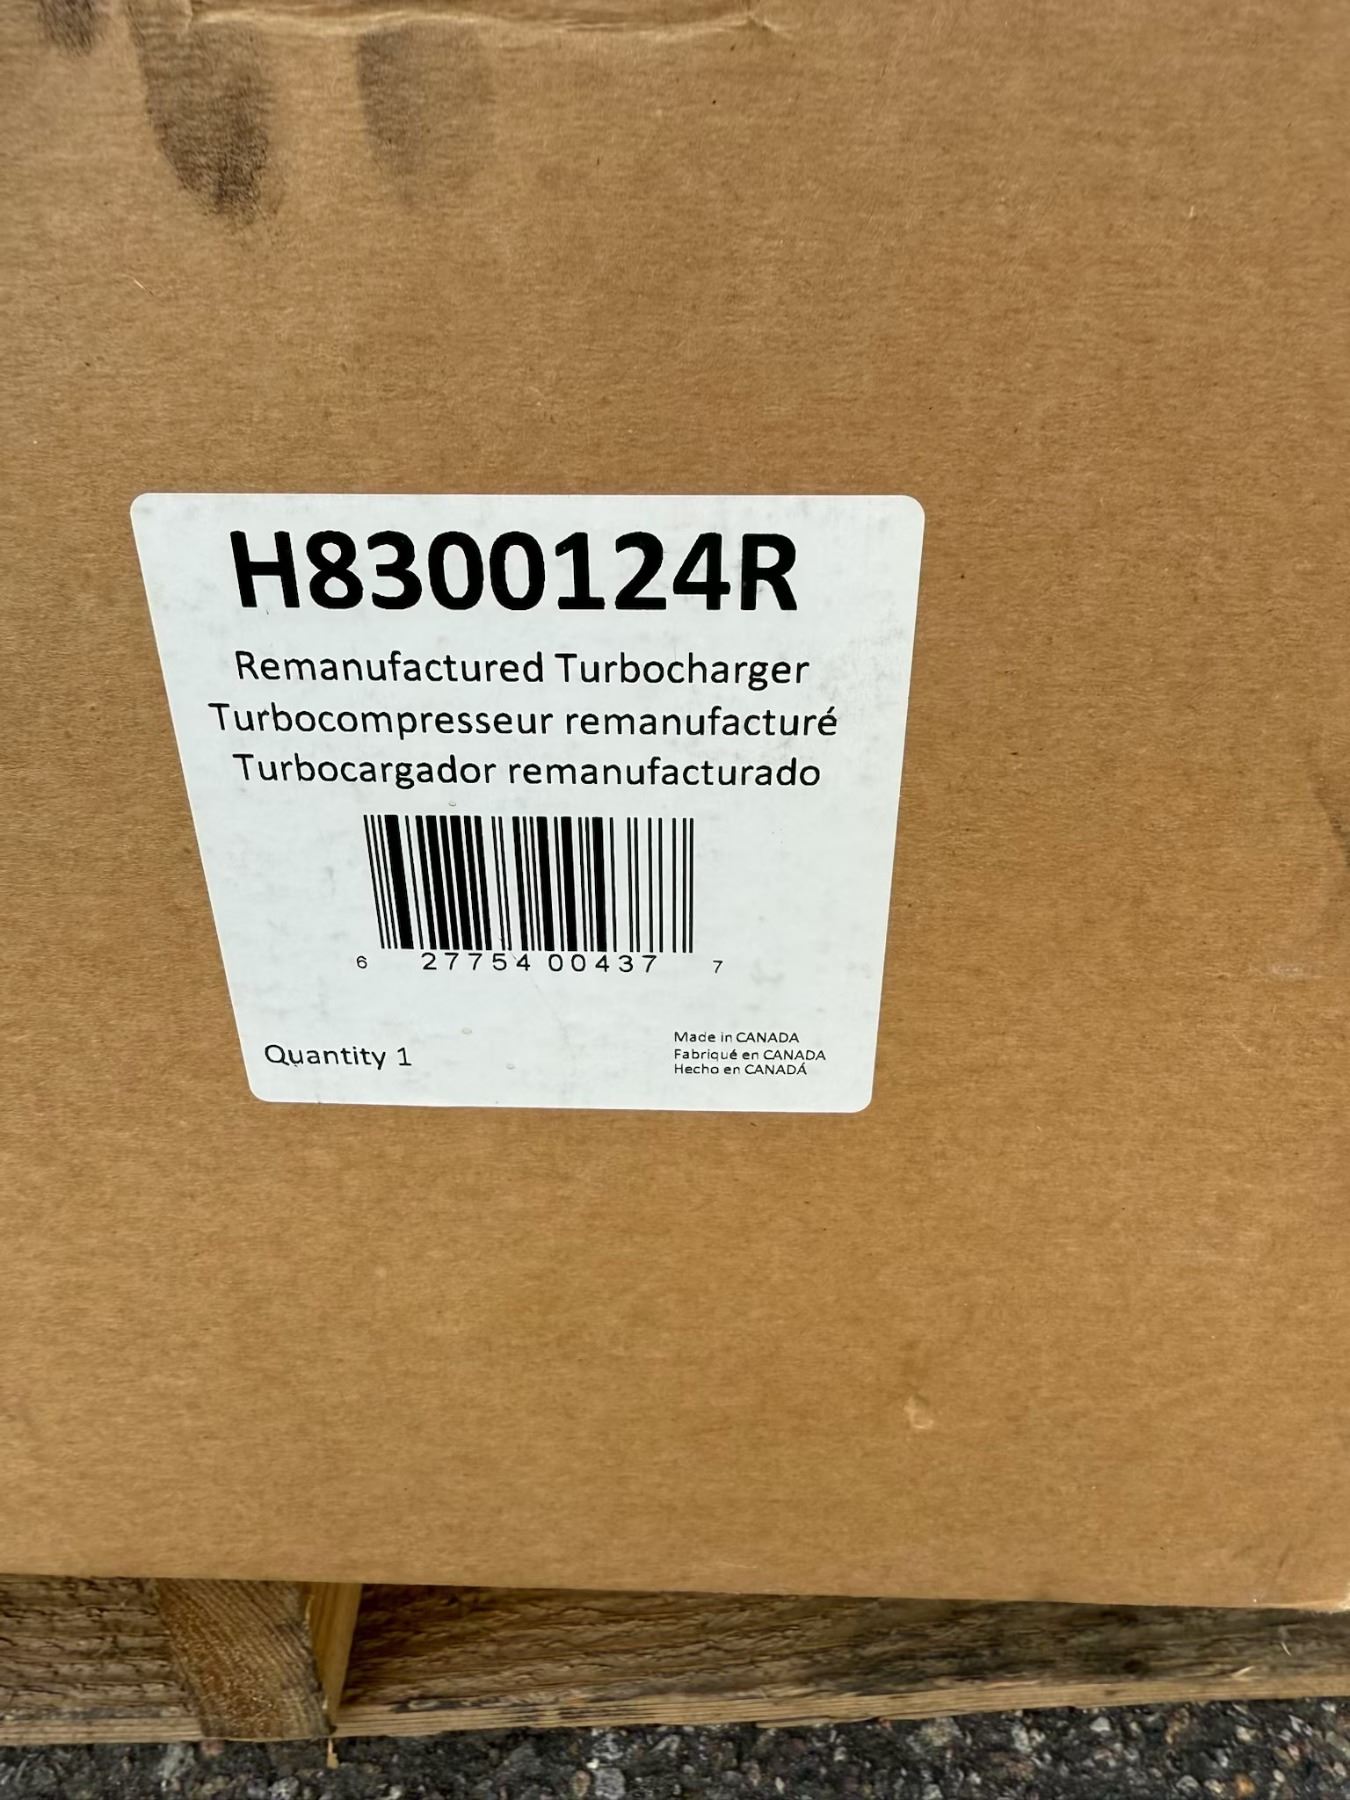 H8300124R
Remanufactured Turbocharger
Turbocompresseur remanufacturé
Turbocargador remanufacturado
6 27754 00437 7
Quantity 1
Made in CANADA
Fabriqué en CANADA
Hecho en CANADÁ